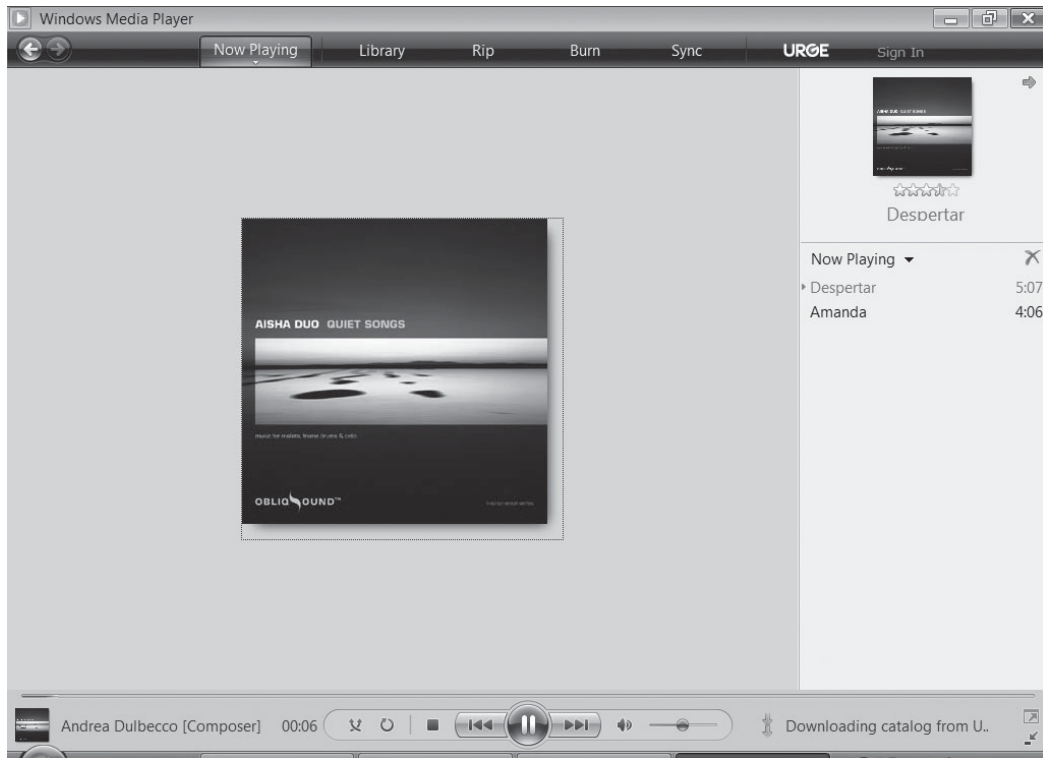 Windows Media Player
Now Playing Library Rip Burn Sync URGE Sign In
Despertar
Now Playing
Despertar 5:07
Amanda 4:06
AISHA DUO QUIET SONGS
OBLIQSOUND™
Andrea Dulbecco [Composer] 00:06 Downloading catalog from U..